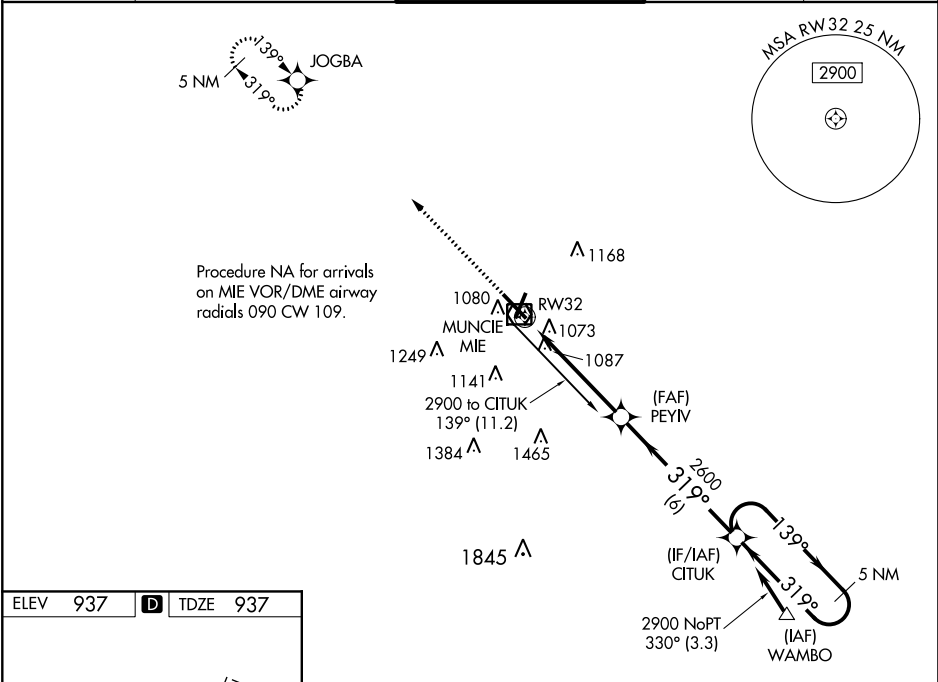 139°
JOGBA
5 NM
319°
MSA RW32 25 NM
2900
1168
Procedure NA for arrivals
on MIE VOR/DME airway
radials 090 CW 109.
1080
RW32
MUNCIE
MIE
1073
1087
1249
1141
2900 to CITUK
139° (11.2)
(FAF)
PEYIV
1384
1465
2600
319°
(6)
1845
(IF/IAF)
CITUK
139°
319°
5 NM
2900 NoPT
330° (3.3)
(IAF)
WAMBO
ELEV 937 D TDZE 937